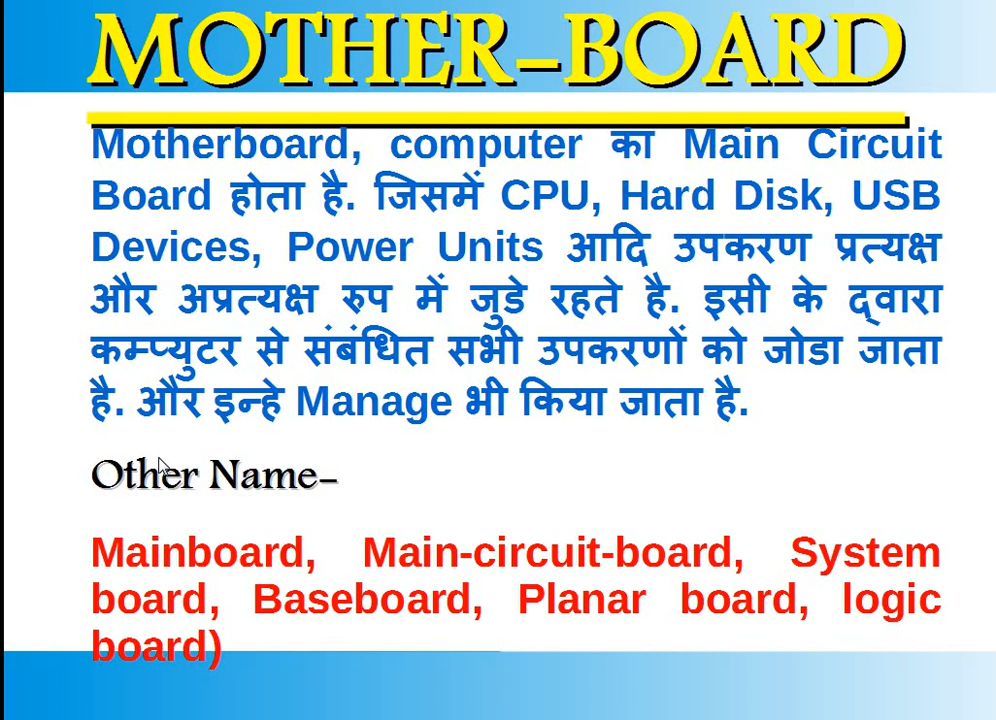 MOTHER-BOARD
Motherboard, computer का Main Circuit
Board होता है. जिसमें CPU, Hard Disk, USB
Devices, Power Units आदि उपकरण प्रत्यक्ष
और अप्रत्यक्ष रुप में जुडे रहते है. इसी के द्वारा
कम्प्युटर से संबंधित सभी उपकरणों को जोडा जाता
है. और इन्हे Manage भी किया जाता है.
Other Name-
Mainboard, Main-circuit-board, System
board, Baseboard, Planar board, logic
board)